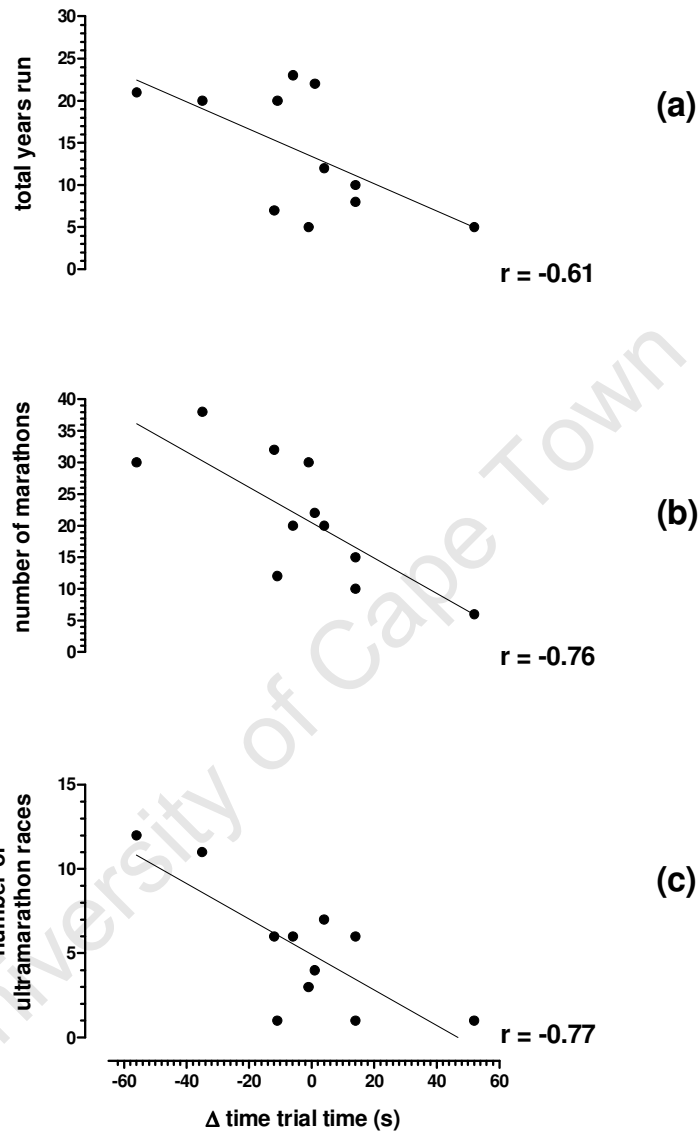 30
25
20
15
10
5
0
total years run
(a)
r = -0.61
40
35
30
25
20
15
10
5
0
number of marathons
(b)
r = -0.76
15
10
5
0
number of
ultramarathon races
(c)
r = -0.77
-60 -40 -20 0 20 40 60
Δ time trial time (s)
University of Cape Town